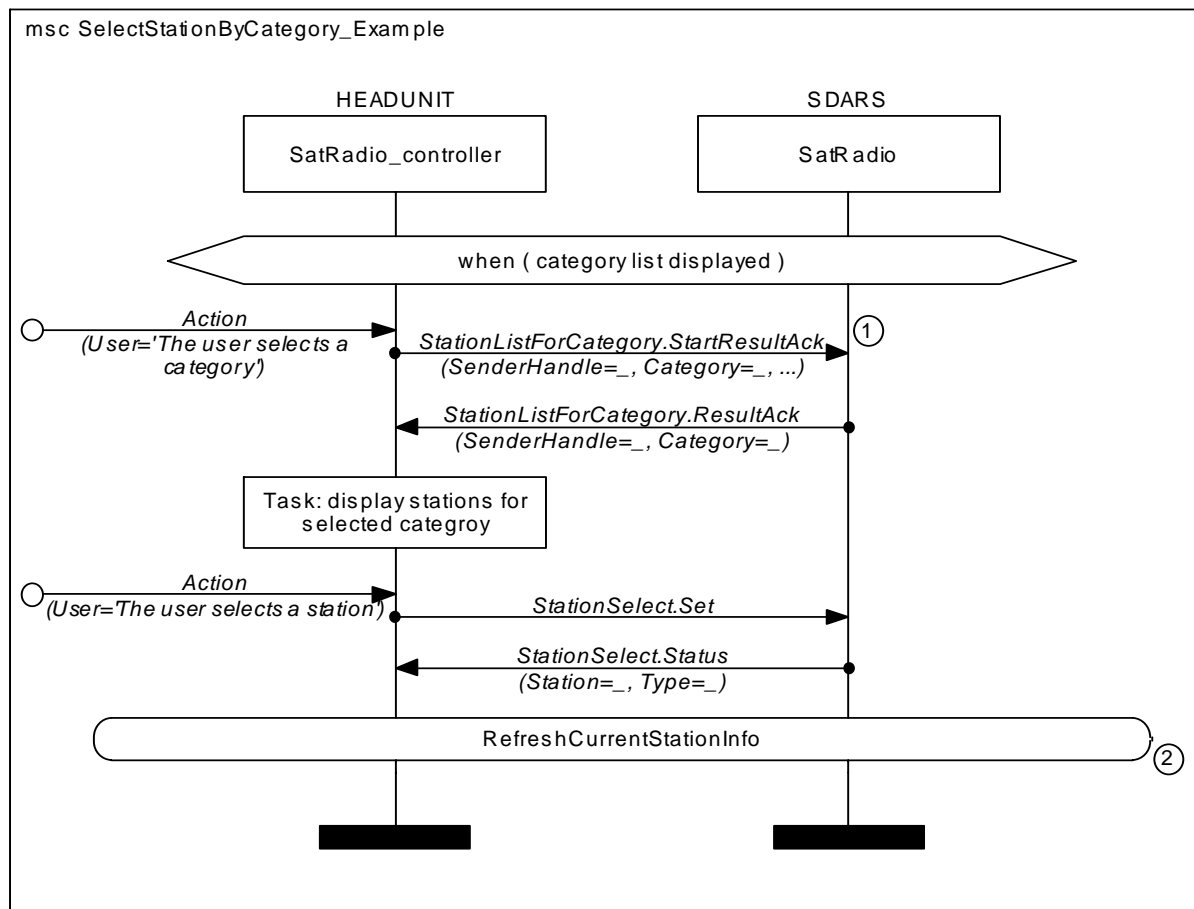 msc SelectStationByCategory_Example
HEADUNIT
SDARS
SatRadio_controller
SatRadio
when ( category list displayed )
Action
(User='The user selects a
category')
StationListForCategory.StartResultAck
(SenderHandle=_, Category=_, ...)
1
StationListForCategory.ResultAck
(SenderHandle=_, Category=_)
Task: display stations for
selected categroy
Action
(User='The user selects a station')
StationSelect.Set
StationSelect.Status
(Station=_, Type=_)
RefreshCurrentStationInfo
2